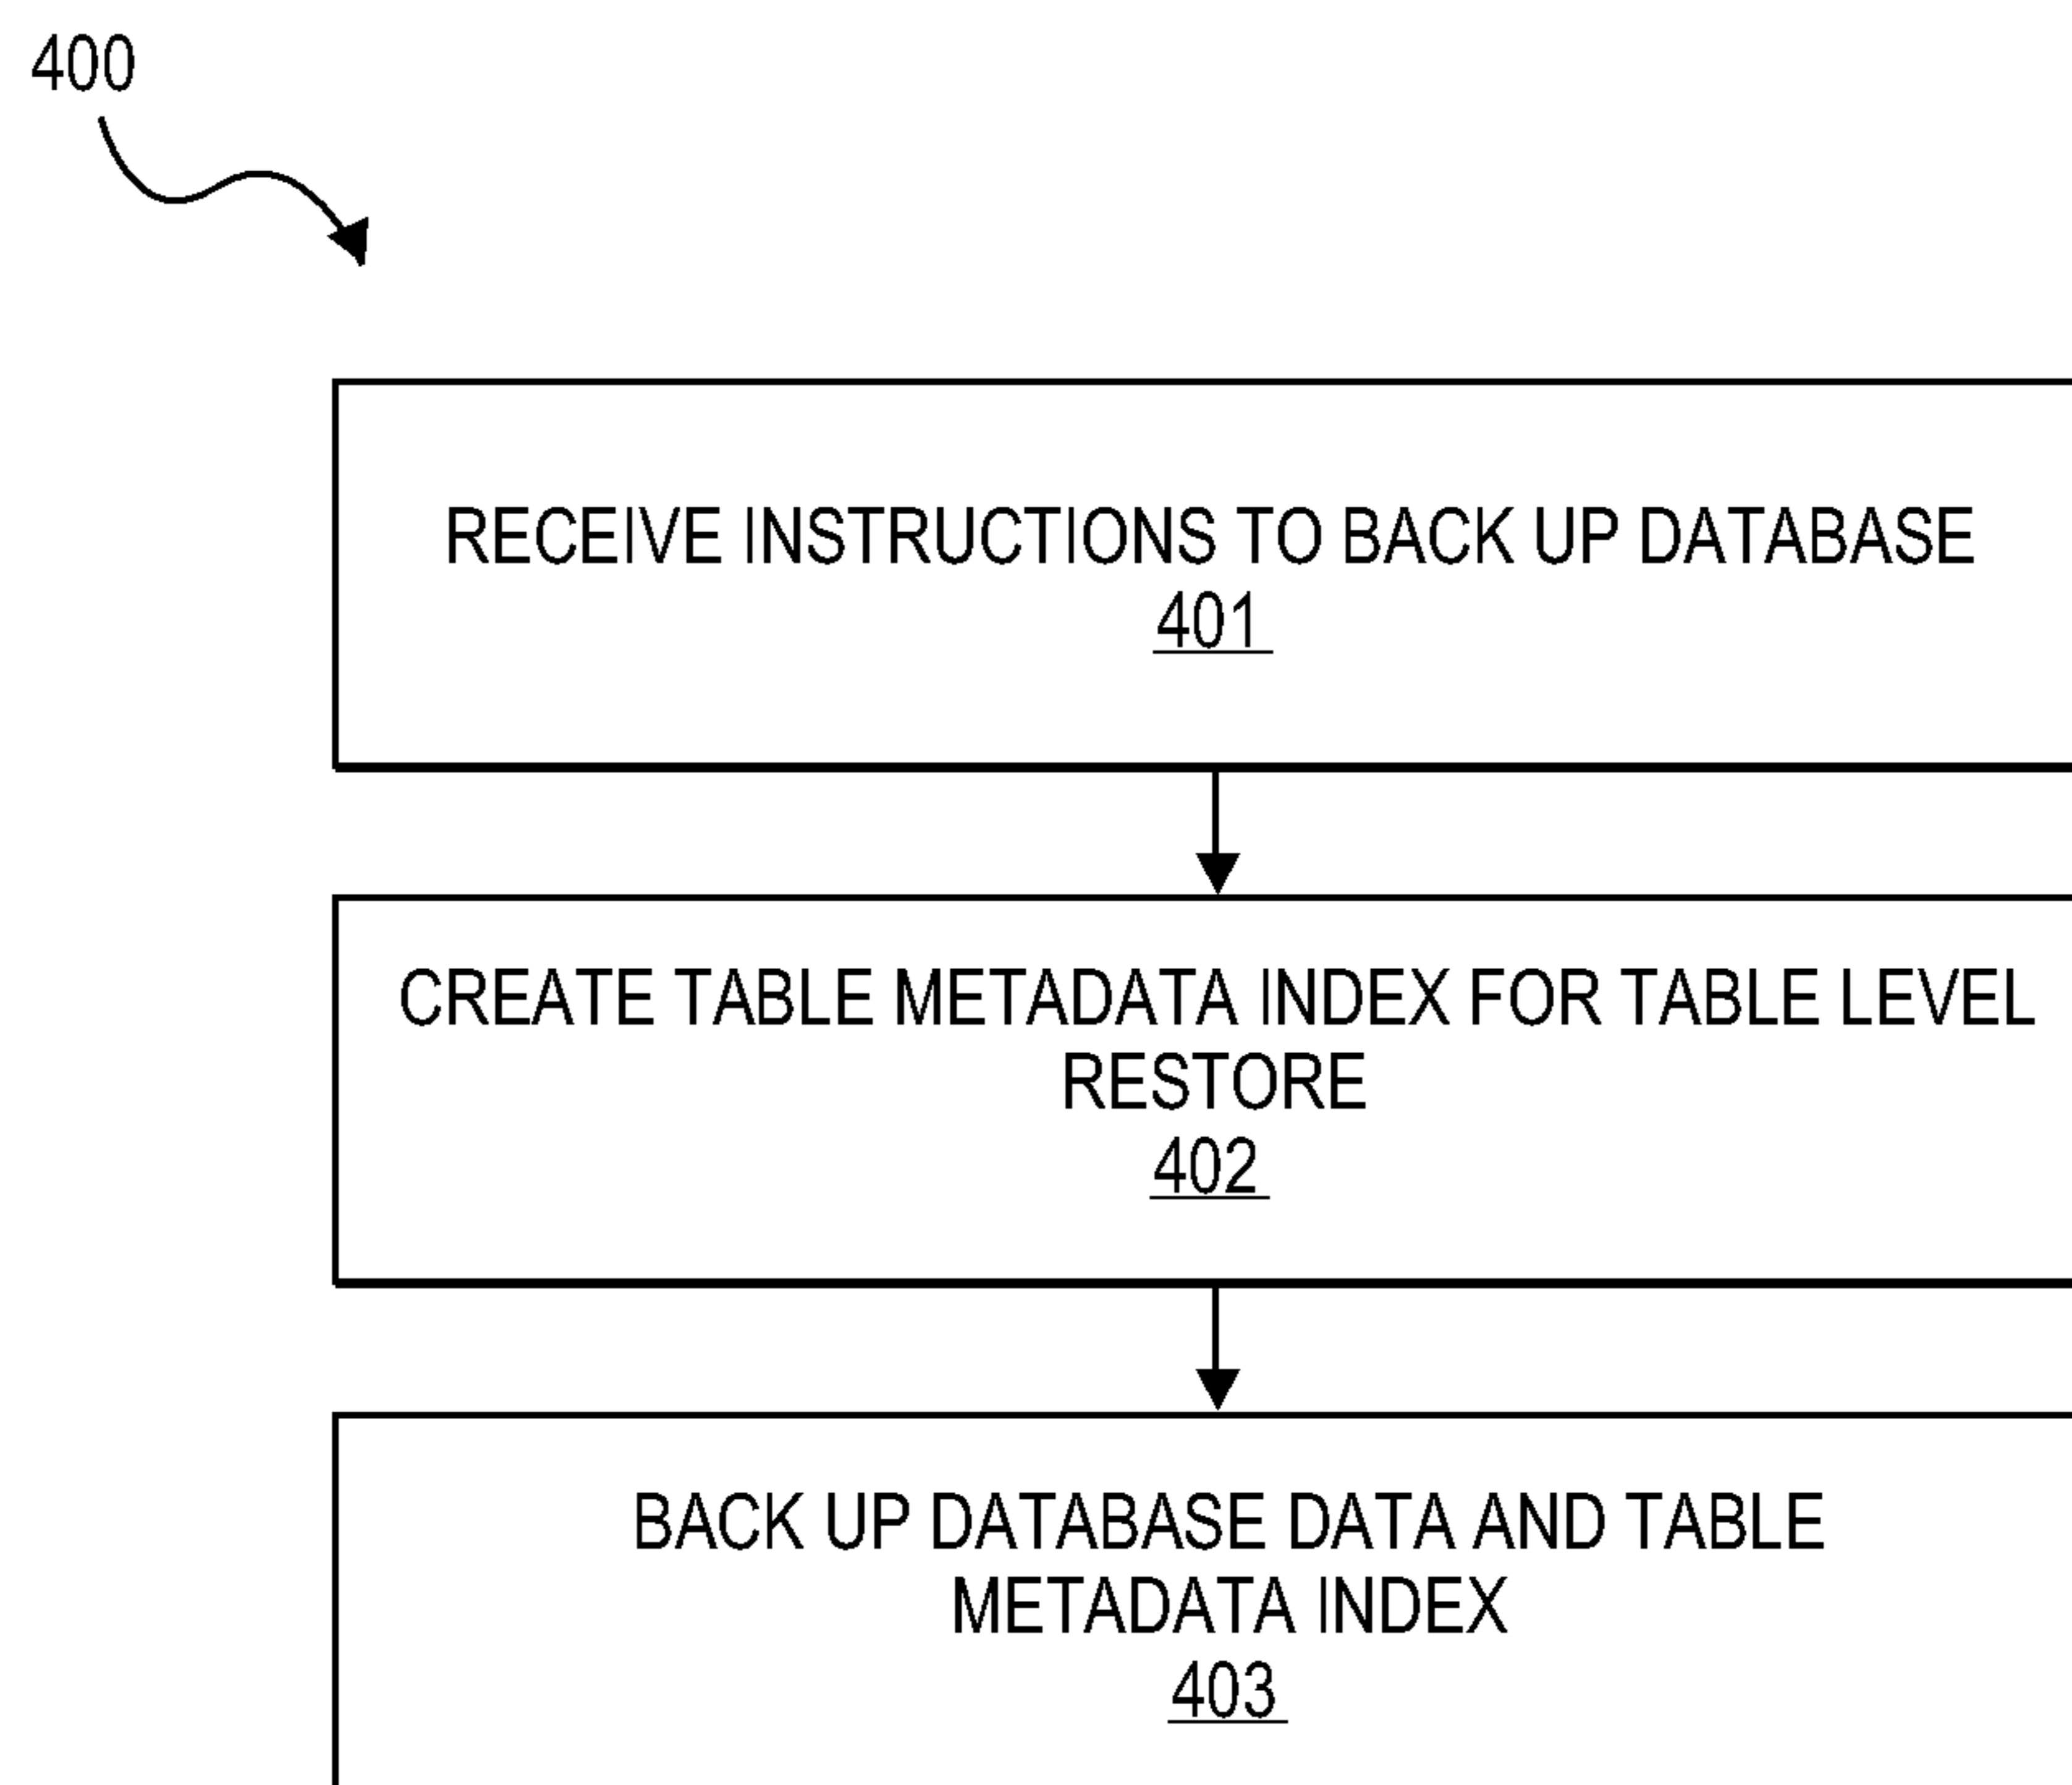 400
RECEIVE INSTRUCTIONS TO BACK UP DATABASE
401
CREATE TABLE METADATA INDEX FOR TABLE LEVEL
RESTORE
402
BACK UP DATABASE DATA AND TABLE
METADATA INDEX
403